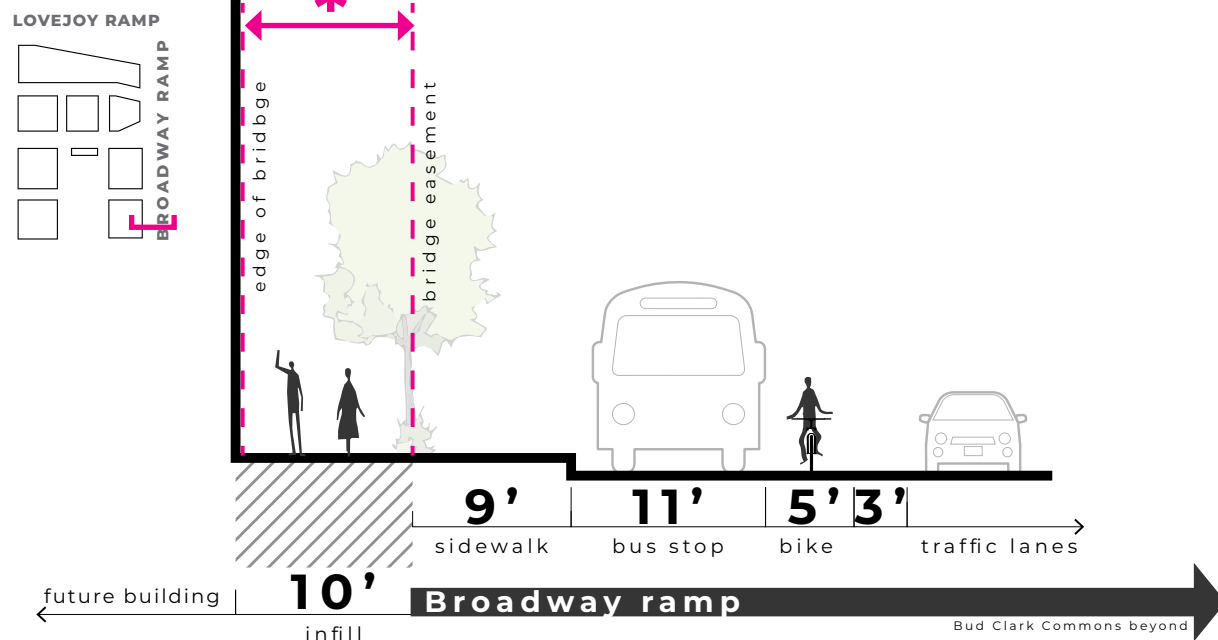 LOVEJOY RAMP
BROADWAY RAMP
*
edge of bridbge
bridge easement
9’
11’
5’
3’
sidewalk
bus stop
bike
traffic lanes
future building
10’
infill
Broadway ramp
Bud Clark Commons beyond